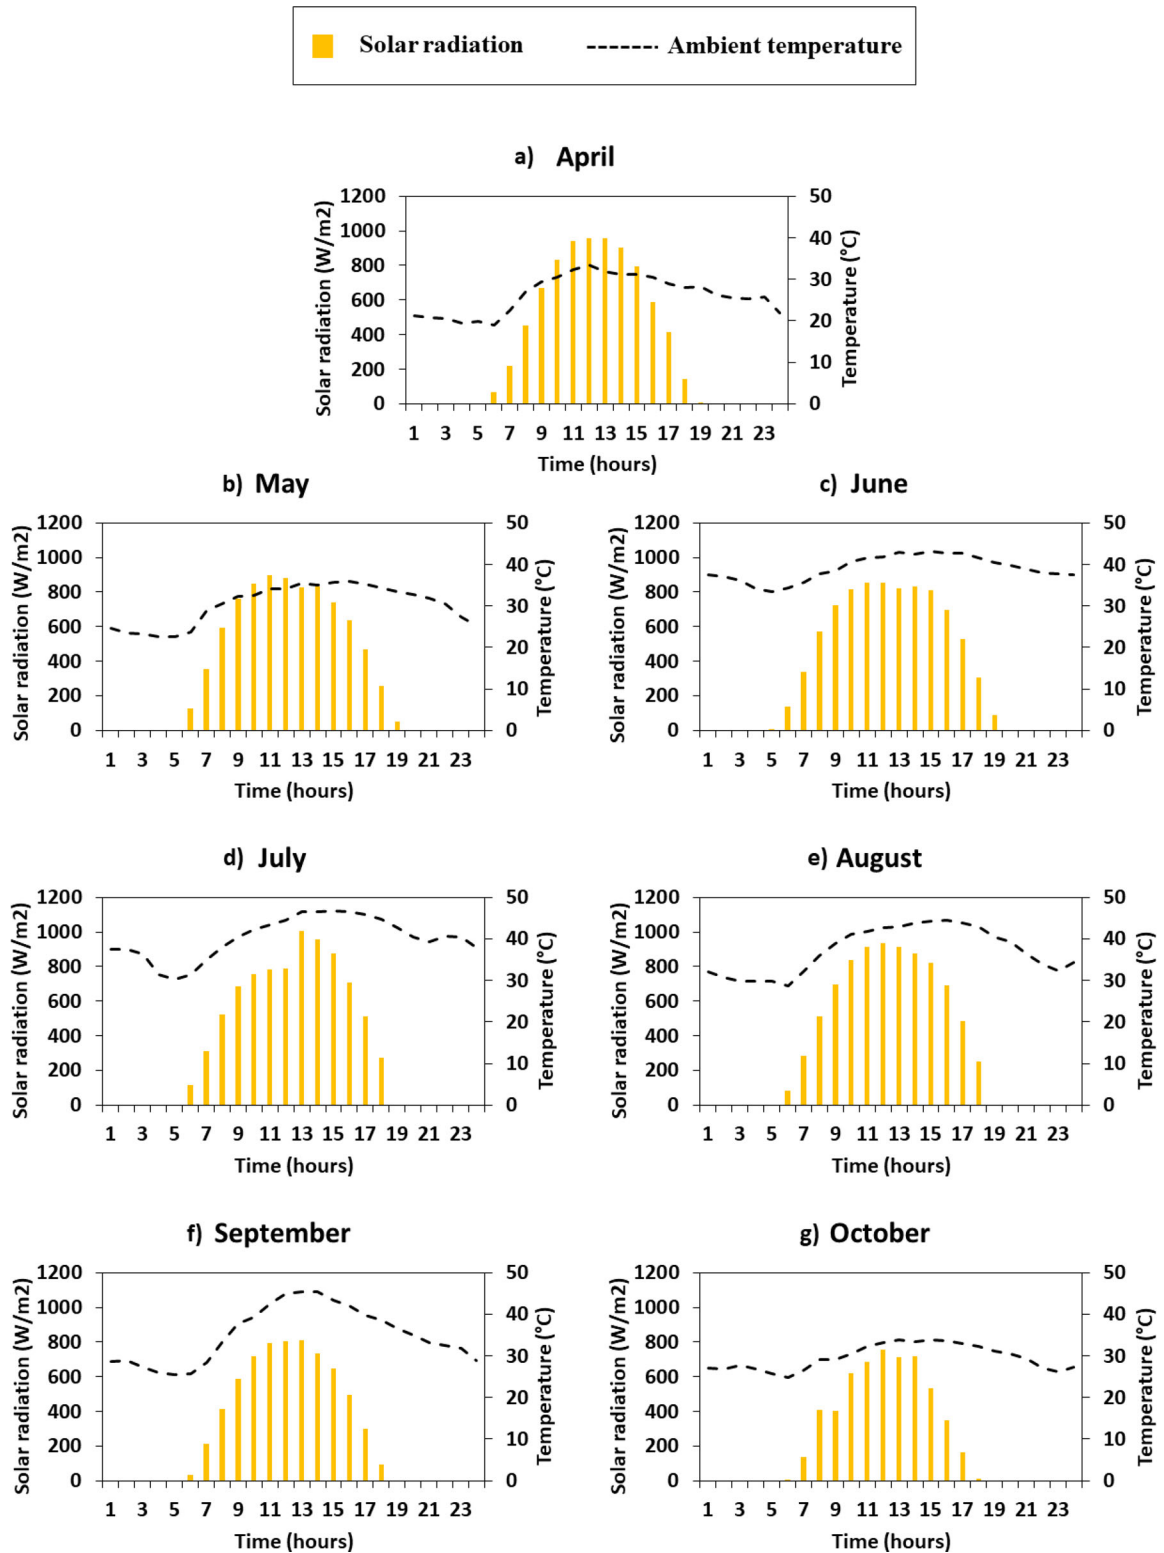 Solar radiation Ambient temperature
a) April
Solar radiation (W/m2)
1200
1000
800
600
400
200
0
50
40
30
20
10
0
Temperature (°C)
1 3 5 7 9 11 13 15 17 19 21 23
Time (hours)
b) May
Solar radiation (W/m2)
1200
1000
800
600
400
200
0
50
40
30
20
10
0
Temperature (°C)
1 3 5 7 9 11 13 15 17 19 21 23
Time (hours)
c) June
Solar radiation (W/m2)
1200
1000
800
600
400
200
0
50
40
30
20
10
0
Temperature (°C)
1 3 5 7 9 11 13 15 17 19 21 23
Time (hours)
d) July
Solar radiation (W/m2)
1200
1000
800
600
400
200
0
50
40
30
20
10
0
Temperature (°C)
1 3 5 7 9 11 13 15 17 19 21 23
Time (hours)
e) August
Solar radiation (W/m2)
1200
1000
800
600
400
200
0
50
40
30
20
10
0
Temperature (°C)
1 3 5 7 9 11 13 15 17 19 21 23
Time (hours)
f) September
Solar radiation (W/m2)
1200
1000
800
600
400
200
0
50
40
30
20
10
0
Temperature (°C)
1 3 5 7 9 11 13 15 17 19 21 23
Time (hours)
g) October
Solar radiation (W/m2)
1200
1000
800
600
400
200
0
50
40
30
20
10
0
Temperature (°C)
1 3 5 7 9 11 13 15 17 19 21 23
Time (hours)